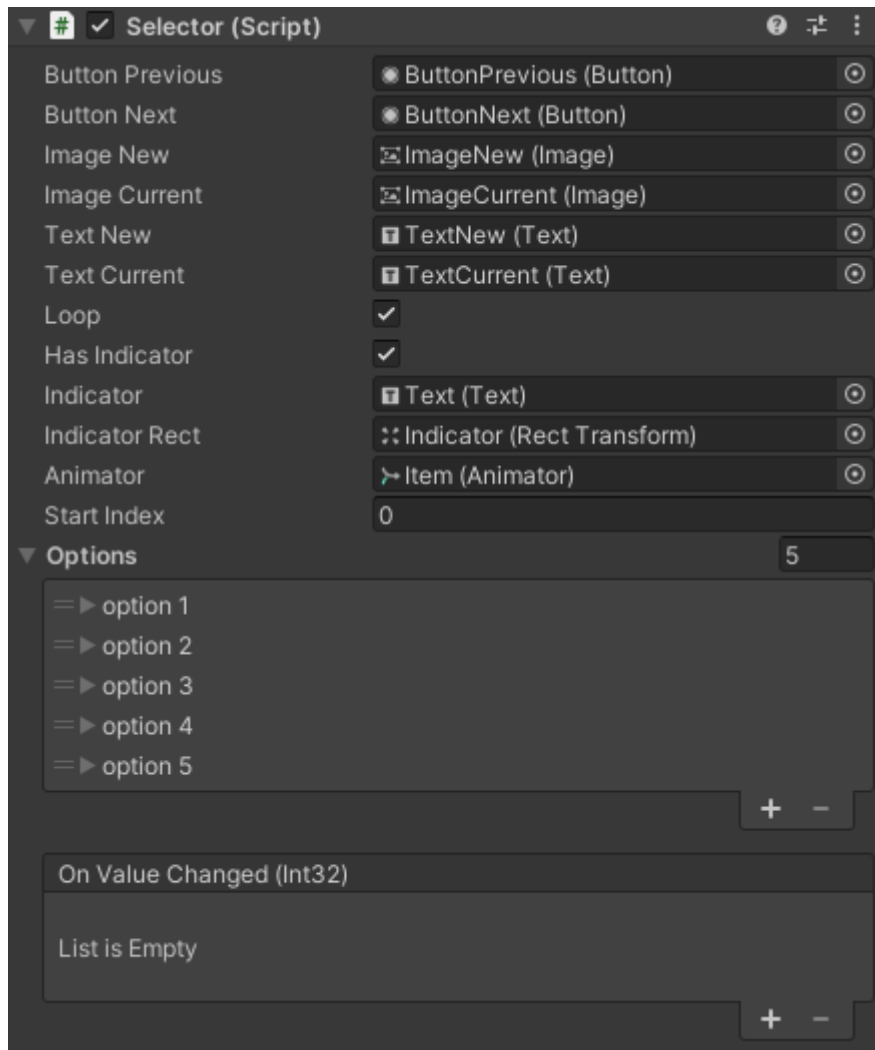 Selector (Script)
Button Previous ButtonPrevious (Button)
Button Next ButtonNext (Button)
Image New ImageNew (Image)
Image Current ImageCurrent (Image)
Text New TextNew (Text)
Text Current TextCurrent (Text)
Loop
Has Indicator
Indicator Text (Text)
Indicator Rect Indicator (Rect Transform)
Animator Item (Animator)
Start Index 0
Options 5
option 1
option 2
option 3
option 4
option 5
On Value Changed (Int32)
List is Empty